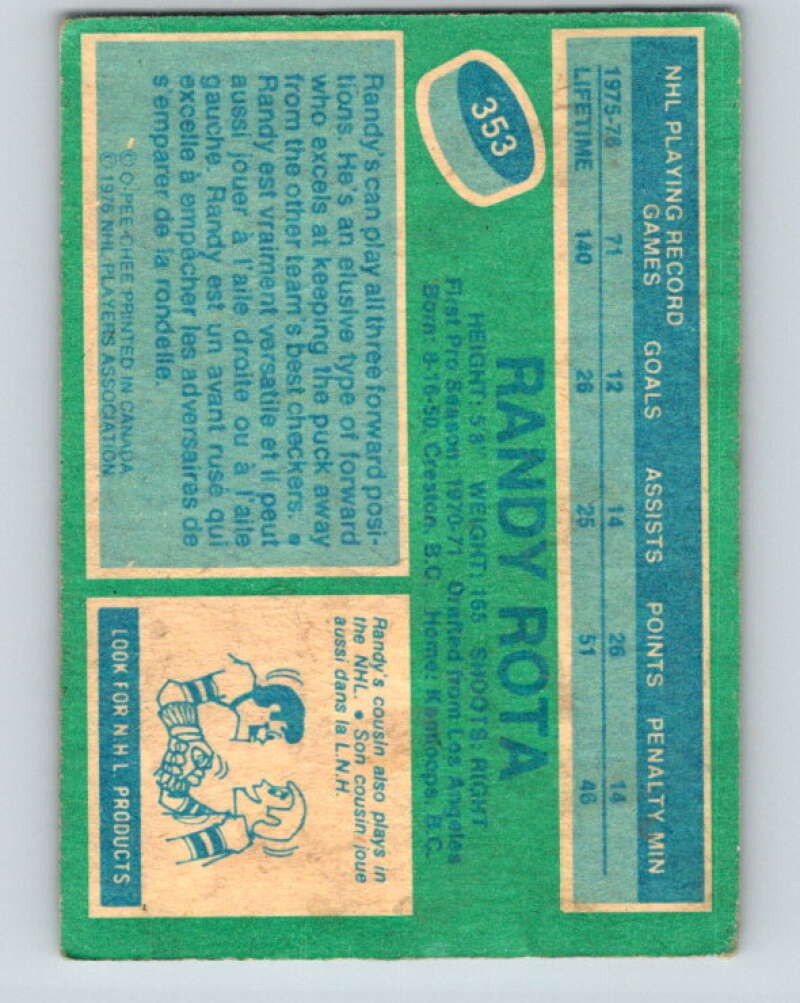 NHL PLAYING RECORD
GAMES GOALS ASSISTS POINTS PENALTY MIN
1975-76 71 12 14 26 14
LIFETIME 140 26 25 51 46
353
RANDY ROTA
HEIGHT: 5'8" WEIGHT: 165 SHOOTS: RIGHT
First Pro Season: 1970-71 Drafted from Los Angeles
Born: 8-16-50, Creston, B.C. Home: Kamloops, B.C.
Randy's can play all three forward posi-
tions. He's an elusive type of forward
who excels at keeping the puck away
from the other team's best checkers. •
Randy est vraiment versatile et il peut
aussi jouer à l'aile droite ou à l'aile
gauche. Randy est un avant rusé qui
excelle à empêcher les adversaires de
s'emparer de la rondelle.
© O-PEE-CHEE PRINTED IN CANADA
© 1976 NHL PLAYERS ASSOCIATION
Randy's cousin also plays in
the NHL. • Son cousin joue
aussi dans la L.N.H.
LOOK FOR N.H.L. PRODUCTS